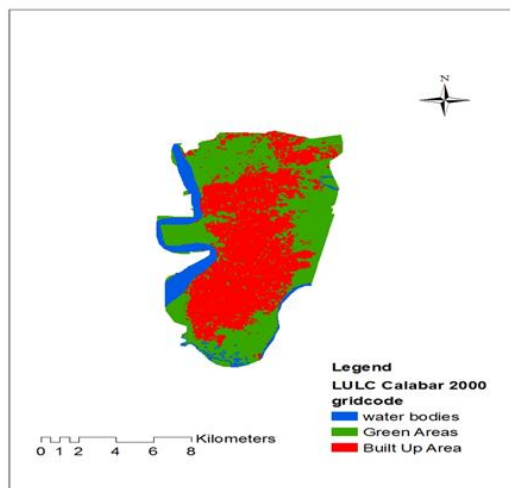 N
Legend
LULC Calabar 2000
gridcode
water bodies
Green Areas
Built Up Area
Kilometers
0 1 2 4 6 8